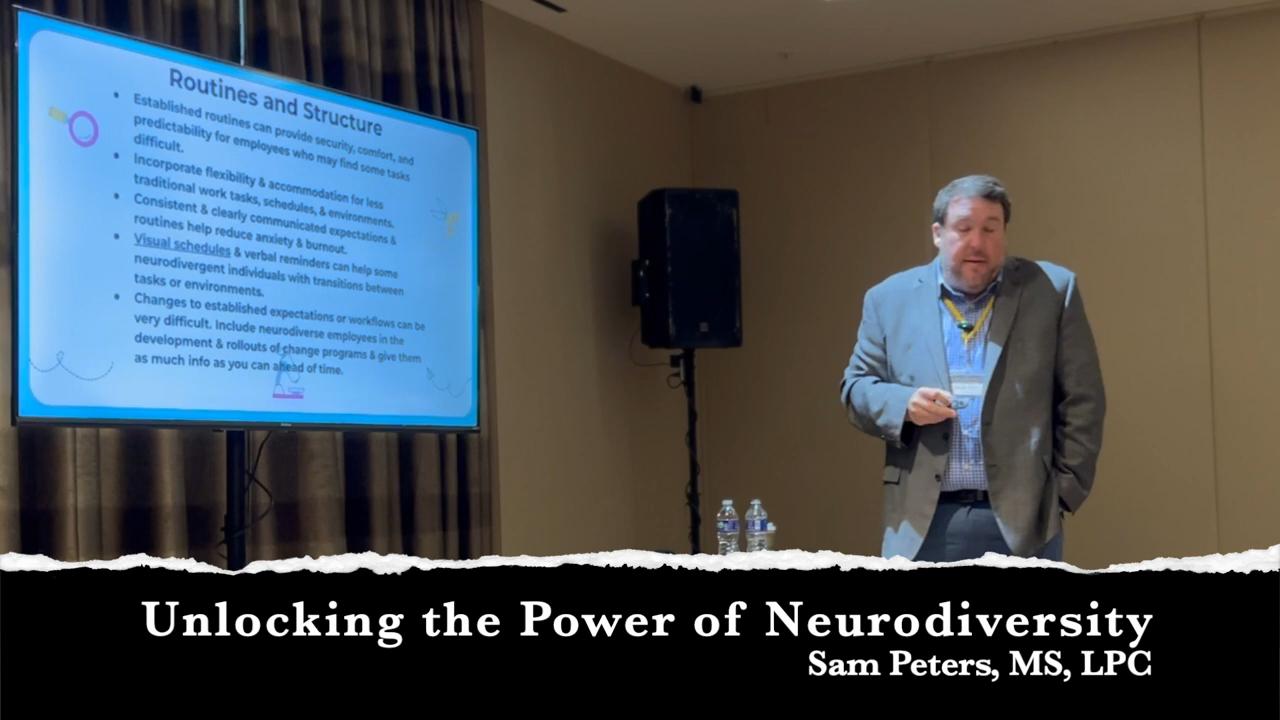 Routines and Structure
• Established routines can provide security, comfort, and
predictability for employees who may find some tasks
difficult.
• Incorporate flexibility & accommodation for less
traditional work tasks, schedules, & environments.
• Consistent & clearly communicated expectations &
routines help reduce anxiety & burnout.
• Visual schedules & verbal reminders can help some
neurodivergent individuals with transitions between
tasks or environments.
• Changes to established expectations or workflows can be
very difficult. Include neurodiverse employees in the
development & rollouts of change programs & give them
as much info as you can ahead of time.
Unlocking the Power of Neurodiversity
Sam Peters, MS, LPC